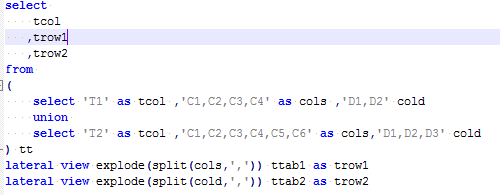 select
tcol
,trow1
,trow2
from
(
select 'T1' as tcol ,'C1,C2,C3,C4' as cols ,'D1,D2' cold
union
select 'T2' as tcol ,'C1,C2,C3,C4,C5,C6' as cols,'D1,D2,D3' cold
) tt
lateral view explode(split(cols,',')) ttab1 as trow1
lateral view explode(split(cold,',')) ttab2 as trow2